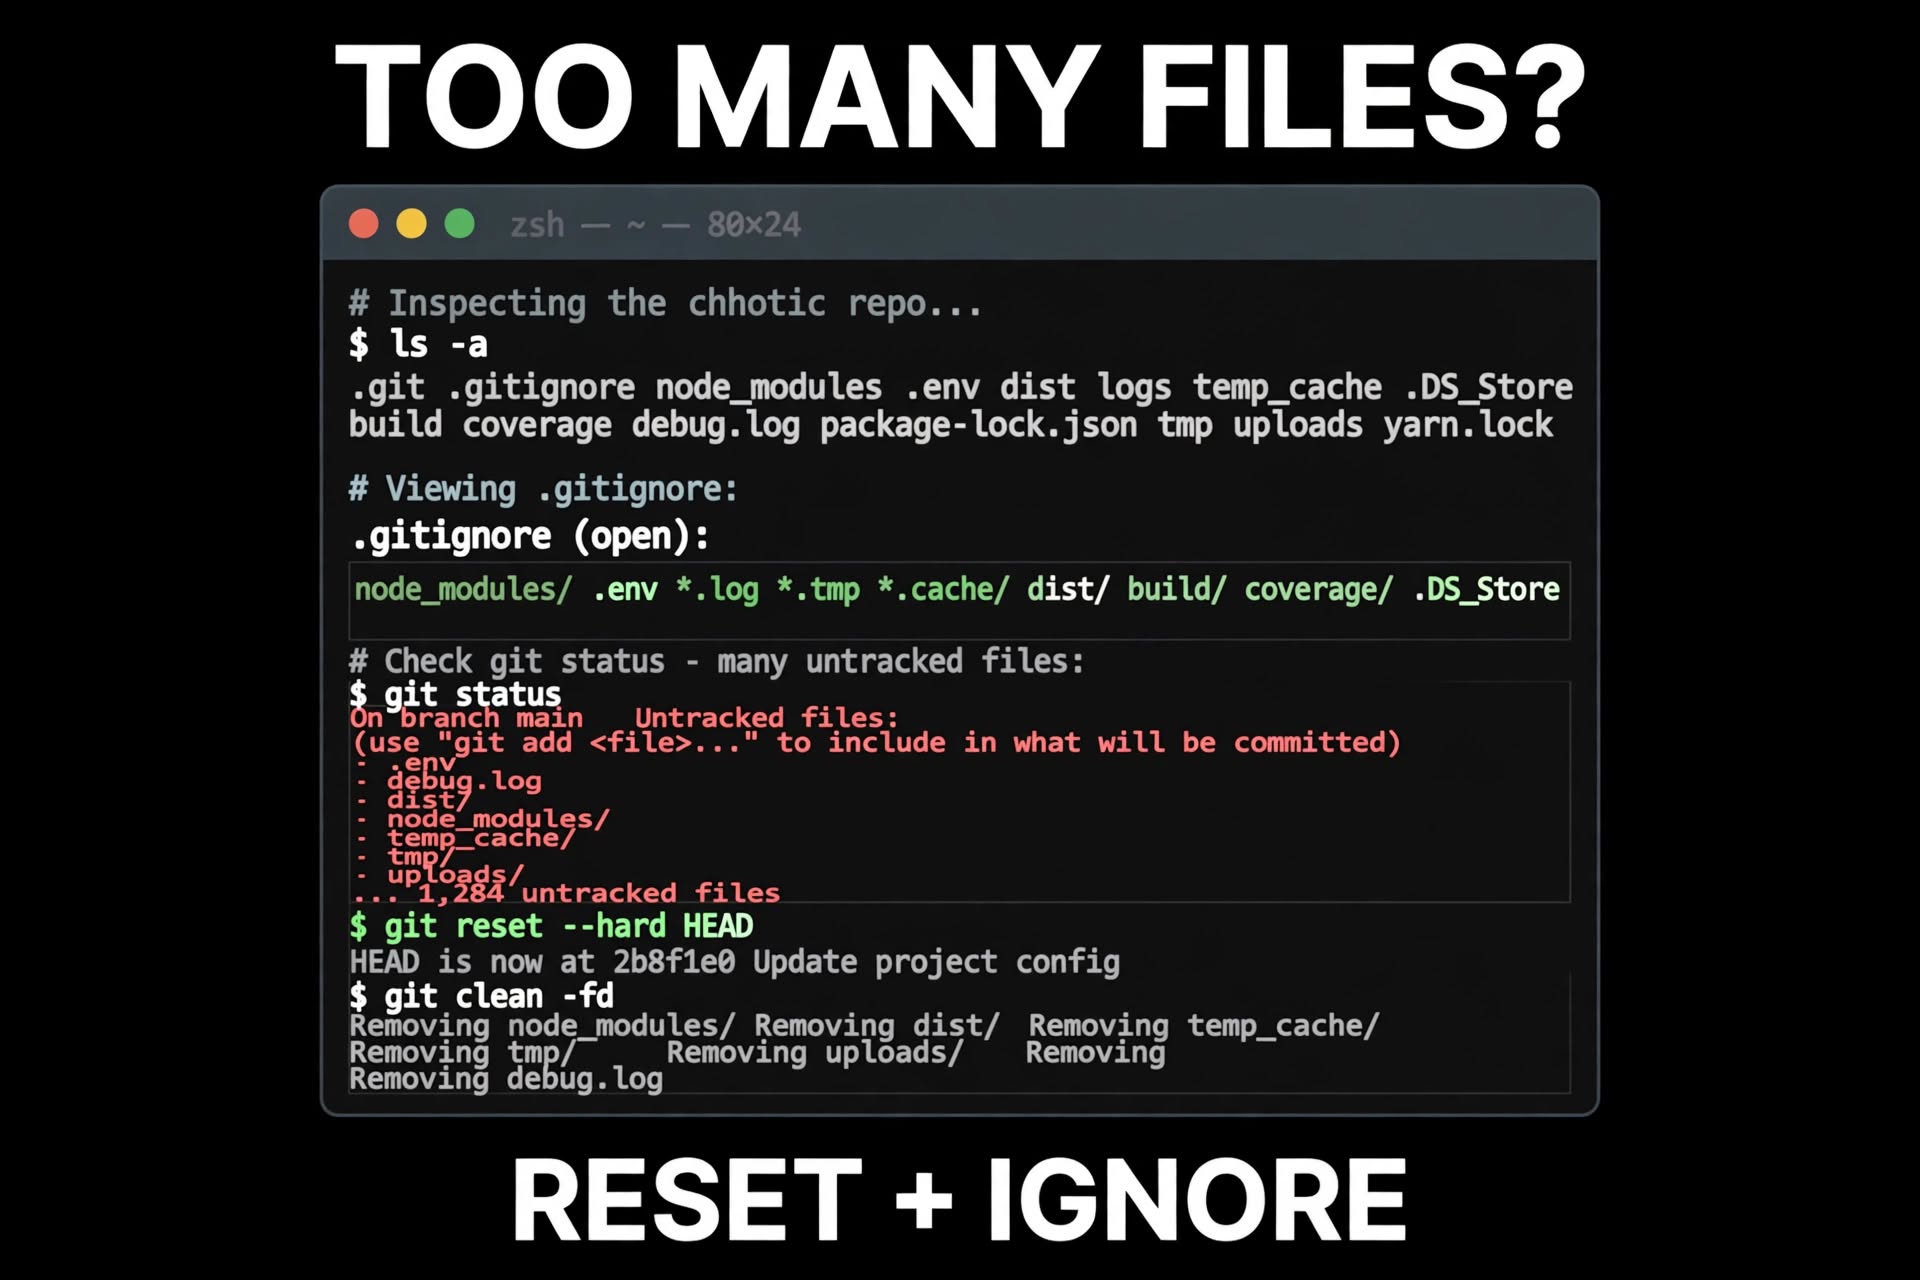 TOO MANY FILES?
zsh — ~ — 80×24
# Inspecting the chhotic repo...
$ ls -a
.git .gitignore node_modules .env dist logs temp_cache .DS_Store
build coverage debug.log package-lock.json tmp uploads yarn.lock
# Viewing .gitignore:
.gitignore (open):
node_modules/ .env *.log *.tmp *.cache/ dist/ build/ coverage/ .DS_Store
# Check git status - many untracked files:
$ git status
On branch main Untracked files:
(use "git add <file>..." to include in what will be committed)
- .env
- debug.log
- dist/
- node_modules/
- temp_cache/
- tmp/
- uploads/
... 1,284 untracked files
$ git reset --hard HEAD
HEAD is now at 2b8f1e0 Update project config
$ git clean -fd
Removing node_modules/ Removing dist/ Removing temp_cache/
Removing tmp/ Removing uploads/ Removing
Removing debug.log
RESET + IGNORE